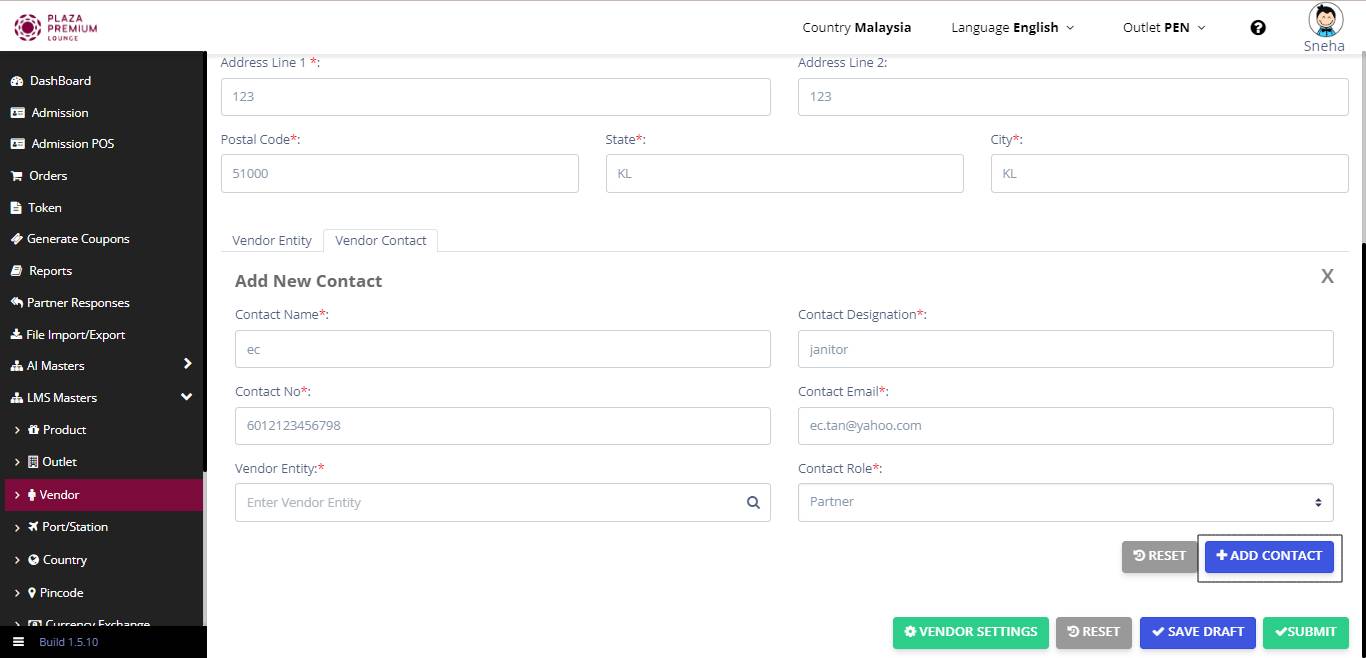 PLAZA
PREMIUM
LOUNGE
Country Malaysia
Language English
Outlet PEN
Sneha
DashBoard
Admission
Admission POS
Orders
Token
Generate Coupons
Reports
Partner Responses
File Import/Export
AI Masters
LMS Masters
Product
Outlet
Vendor
Port/Station
Country
Pincode
Currency Exchange
Build 1.5.10
Address Line 1 *:
Address Line 2:
123
123
Postal Code*:
State*:
City*:
51000
KL
KL
Vendor Entity
Vendor Contact
Add New Contact
X
Contact Name*:
Contact Designation*:
ec
janitor
Contact No*:
Contact Email*:
6012123456798
ec.tan@yahoo.com
Vendor Entity:*
Contact Role*:
Enter Vendor Entity
Partner
RESET
ADD CONTACT
VENDOR SETTINGS
RESET
SAVE DRAFT
SUBMIT